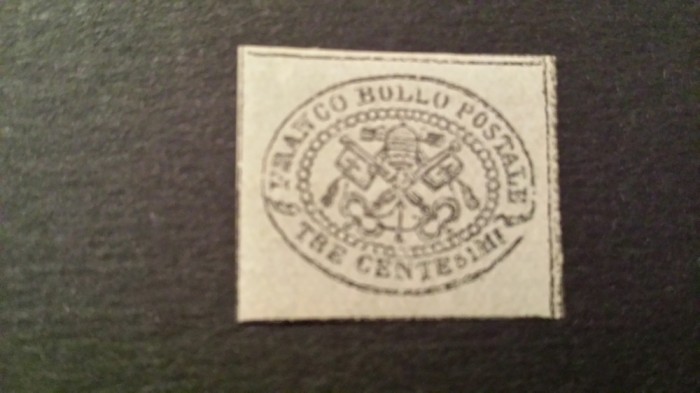 FRANCO BOLLO POSTALE
TRE CENTESIMI